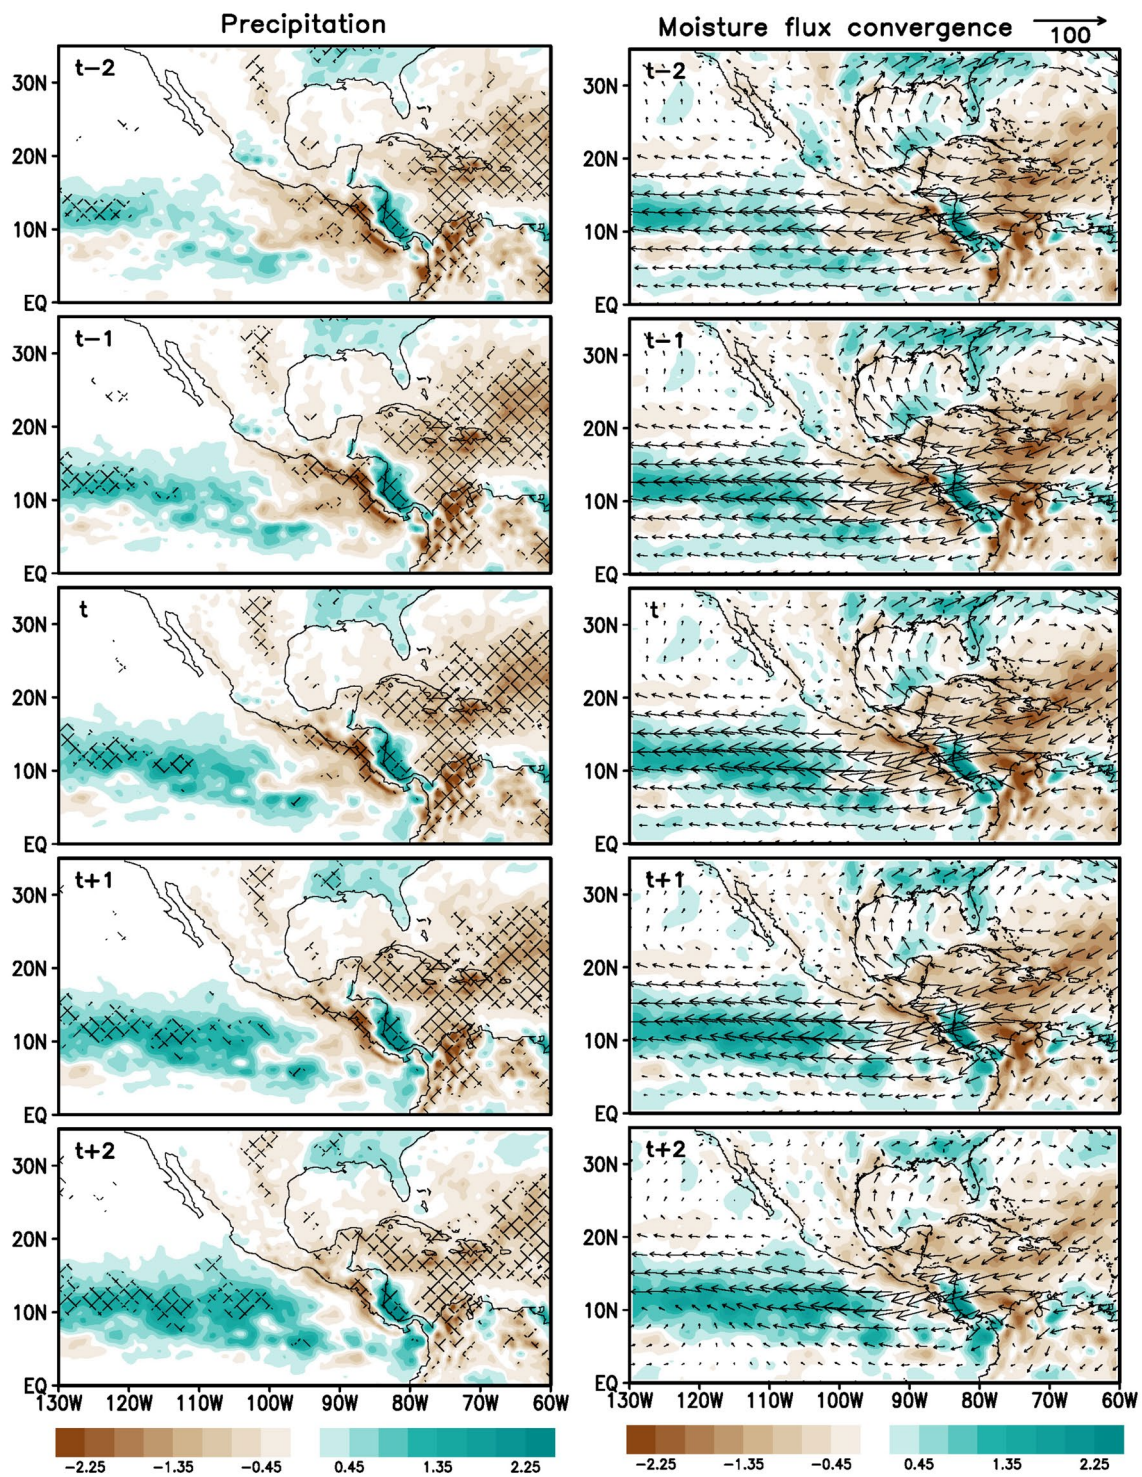 Precipitation
Moisture flux convergence
100
t-2
30N
20N
10N
EQ
t-2
30N
20N
10N
EQ
t-1
30N
20N
10N
EQ
t-1
30N
20N
10N
EQ
t
30N
20N
10N
EQ
t
30N
20N
10N
EQ
t+1
30N
20N
10N
EQ
t+1
30N
20N
10N
EQ
t+2
30N
20N
10N
EQ
130W 120W 110W 100W 90W 80W 70W 60W
t+2
30N
20N
10N
EQ
130W 120W 110W 100W 90W 80W 70W 60W
-2.25 -1.35 -0.45 0.45 1.35 2.25
-2.25 -1.35 -0.45 0.45 1.35 2.25